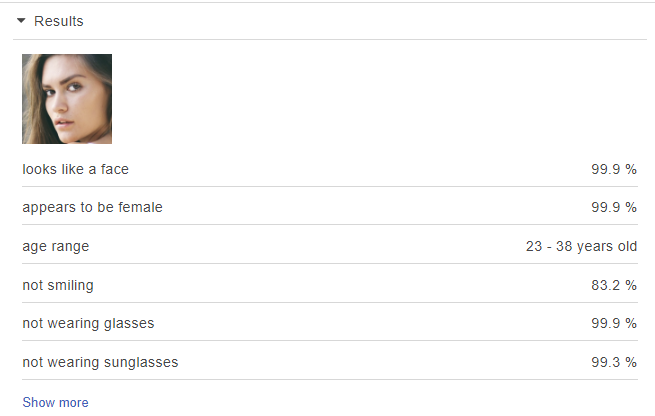 Results
looks like a face 99.9 %
appears to be female 99.9 %
age range 23 - 38 years old
not smiling 83.2 %
not wearing glasses 99.9 %
not wearing sunglasses 99.3 %
Show more